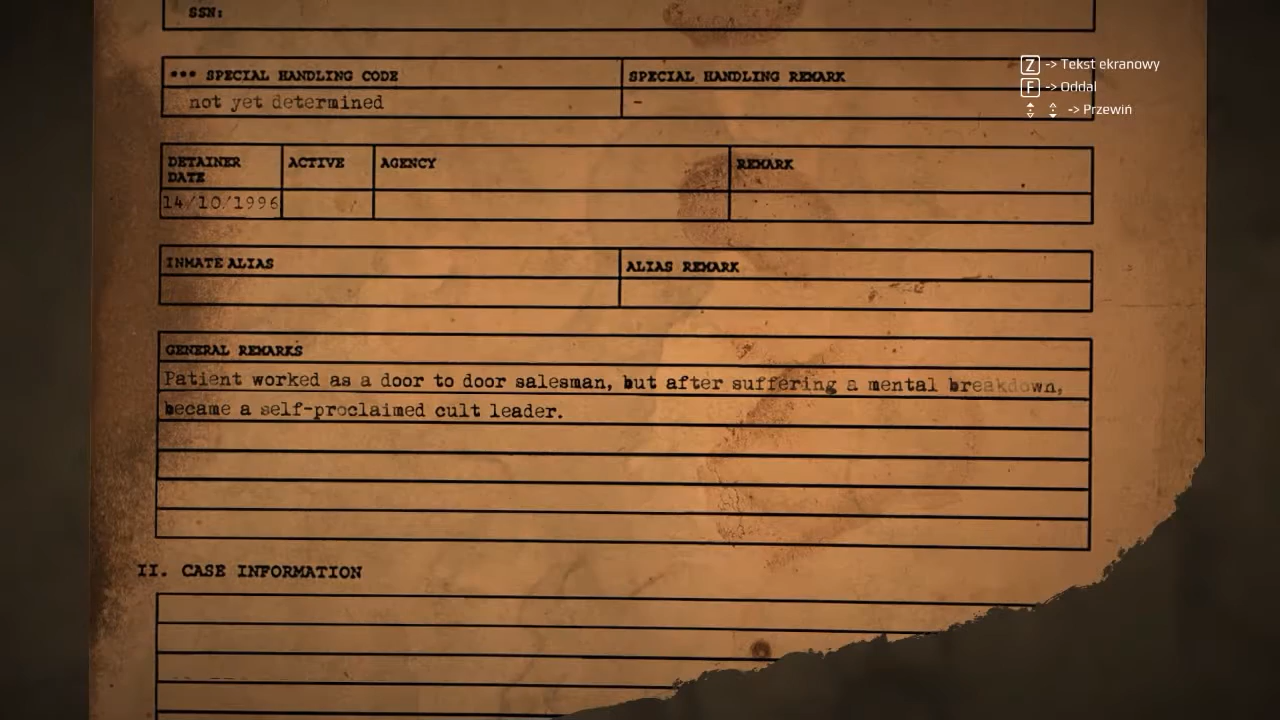 SSN:
*** SPECIAL HANDLING CODE
SPECIAL HANDLING REMARK
not yet determined
-
Z -> Tekst ekranowy
F -> Oddal
-> Przewiń
DETAINER DATE
ACTIVE
AGENCY
REMARK
14/10/1996
INMATE ALIAS
ALIAS REMARK
GENERAL REMARKS
Patient worked as a door to door salesman, but after suffering a mental breakdown,
became a self-proclaimed cult leader.
II. CASE INFORMATION